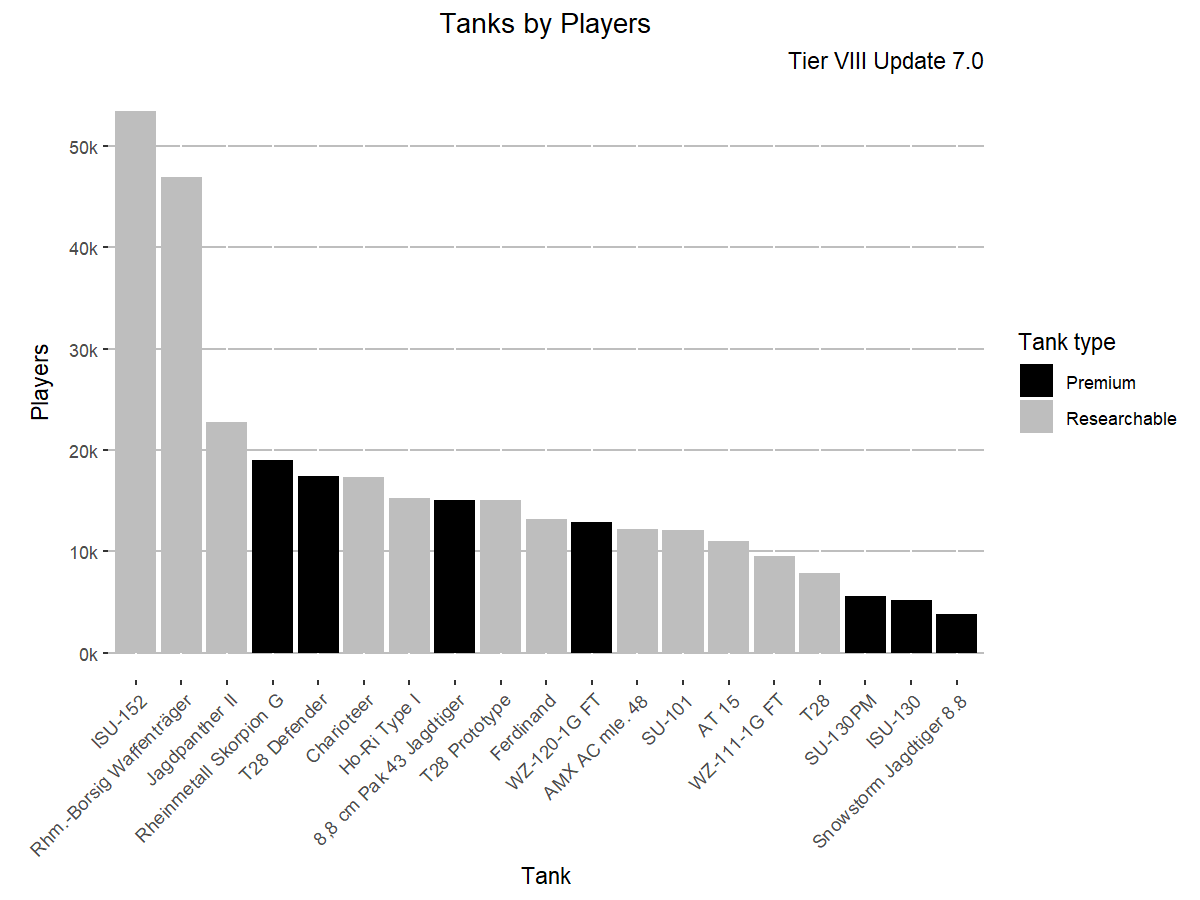 Tanks by Players
Tier VIII Update 7.0
Players
50k
40k
30k
20k
10k
0k
ISU-152
Rhm.-Borsig Waffenträger
Jagdpanther II
Rheinmetall Skorpion G
T28 Defender
Charioteer
Ho-Ri Type I
8,8 cm Pak 43 Jagdtiger
T28 Prototype
Ferdinand
WZ-120-1G FT
AMX AC mle. 48
SU-101
AT 15
WZ-111-1G FT
T28
SU-130PM
ISU-130
Snowstorm Jagdtiger 8.8
Tank
Tank type
Premium
Researchable